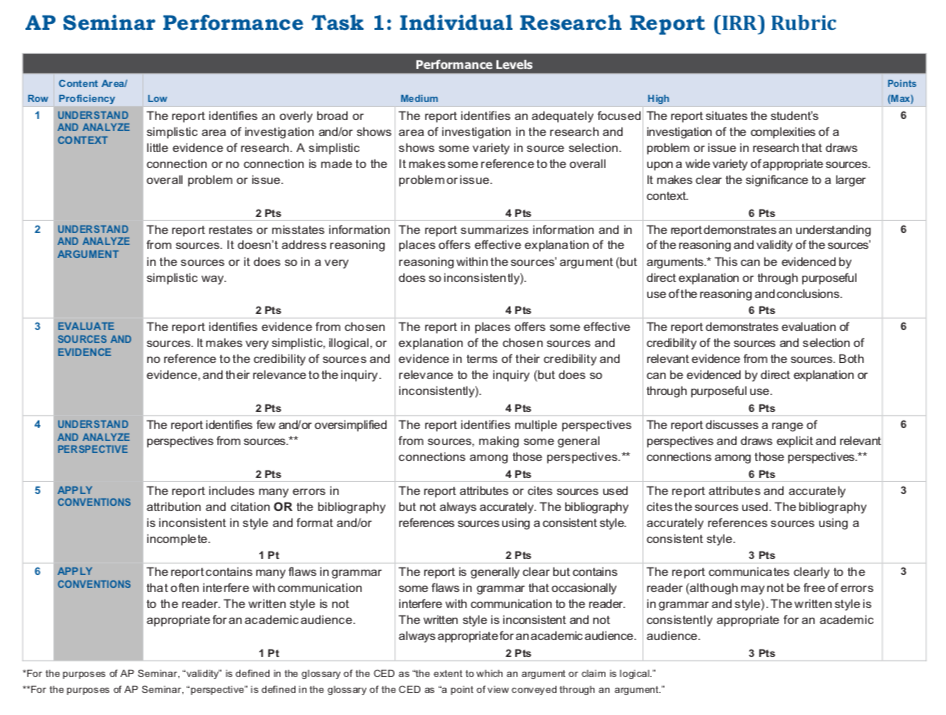 AP Seminar Performance Task 1: Individual Research Report (IRR) Rubric
Performance Levels
Row
Content Area/
Proficiency
Low
Medium
High
Points
(Max)
1
UNDERSTAND
AND ANALYZE
CONTEXT
The report identifies an overly broad or
simplistic area of investigation and/or shows
little evidence of research. A simplistic
connection or no connection is made to the
overall problem or issue.
2 Pts
The report identifies an adequately focused
area of investigation in the research and
shows some variety in source selection.
It makes some reference to the overall
problem or issue.
4 Pts
The report situates the student's
investigation of the complexities of a
problem or issue in research that draws
upon a wide variety of appropriate sources.
It makes clear the significance to a larger
context.
6 Pts
6
2
UNDERSTAND
AND ANALYZE
ARGUMENT
The report restates or misstates information
from sources. It doesn't address reasoning
in the sources or it does so in a very
simplistic way.
2 Pts
The report summarizes information and in
places offers effective explanation of the
reasoning within the sources' argument (but
does so inconsistently).
4 Pts
The report demonstrates an understanding
of the reasoning and validity of the sources'
arguments.* This can be evidenced by
direct explanation or through purposeful
use of the reasoning and conclusions.
6 Pts
6
3
EVALUATE
SOURCES AND
EVIDENCE
The report identifies evidence from chosen
sources. It makes very simplistic, illogical, or
no reference to the credibility of sources and
evidence, and their relevance to the inquiry.
2 Pts
The report in places offers some effective
explanation of the chosen sources and
evidence in terms of their credibility and
relevance to the inquiry (but does so
inconsistently).
4 Pts
The report demonstrates evaluation of
credibility of the sources and selection of
relevant evidence from the sources. Both
can be evidenced by direct explanation or
through purposeful use.
6 Pts
6
4
UNDERSTAND
AND ANALYZE
PERSPECTIVE
The report identifies few and/or oversimplified
perspectives from sources.**
2 Pts
The report identifies multiple perspectives
from sources, making some general
connections among those perspectives.**
4 Pts
The report discusses a range of
perspectives and draws explicit and relevant
connections among those perspectives.**
6 Pts
6
5
APPLY
CONVENTIONS
The report includes many errors in
attribution and citation OR the bibliography
is inconsistent in style and format and/or
incomplete.
1 Pt
The report attributes or cites sources used
but not always accurately. The bibliography
references sources using a consistent style.
2 Pts
The report attributes and accurately
cites the sources used. The bibliography
accurately references sources using a
consistent style.
3 Pts
3
6
APPLY
CONVENTIONS
The report contains many flaws in grammar
that often interfere with communication
to the reader. The written style is not
appropriate for an academic audience.
1 Pt
The report is generally clear but contains
some flaws in grammar that occasionally
interfere with communication to the reader.
The written style is inconsistent and not
always appropriate for an academic audience.
2 Pts
The report communicates clearly to the
reader (although may not be free of errors
in grammar and style). The written style is
consistently appropriate for an academic
audience.
3 Pts
3
*For the purposes of AP Seminar, "validity" is defined in the glossary of the CED as "the extent to which an argument or claim is logical."
**For the purposes of AP Seminar, "perspective" is defined in the glossary of the CED as "a point of view conveyed through an argument."